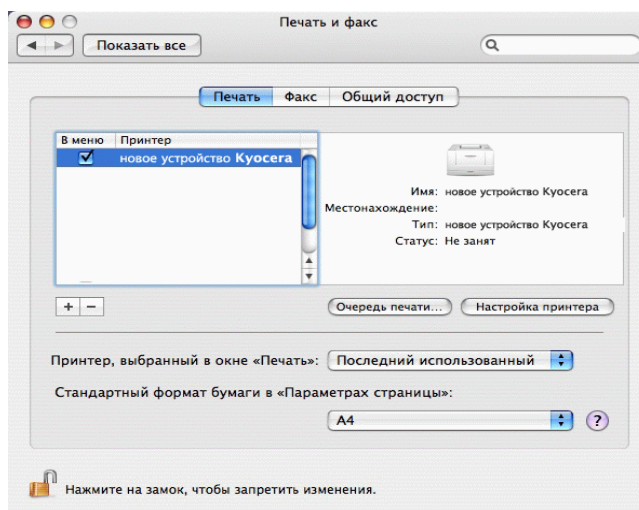 Печать и факс
Показать все
Печать Факс Общий доступ
В меню Принтер
новое устройство Kyocera
Имя: новое устройство Kyocera
Местонахождение:
Тип: новое устройство Kyocera
Статус: Не занят
+ −
Очередь печати... Настройка принтера
Принтер, выбранный в окне «Печать»: Последний использованный
Стандартный формат бумаги в «Параметрах страницы»:
A4 ?
Нажмите на замок, чтобы запретить изменения.